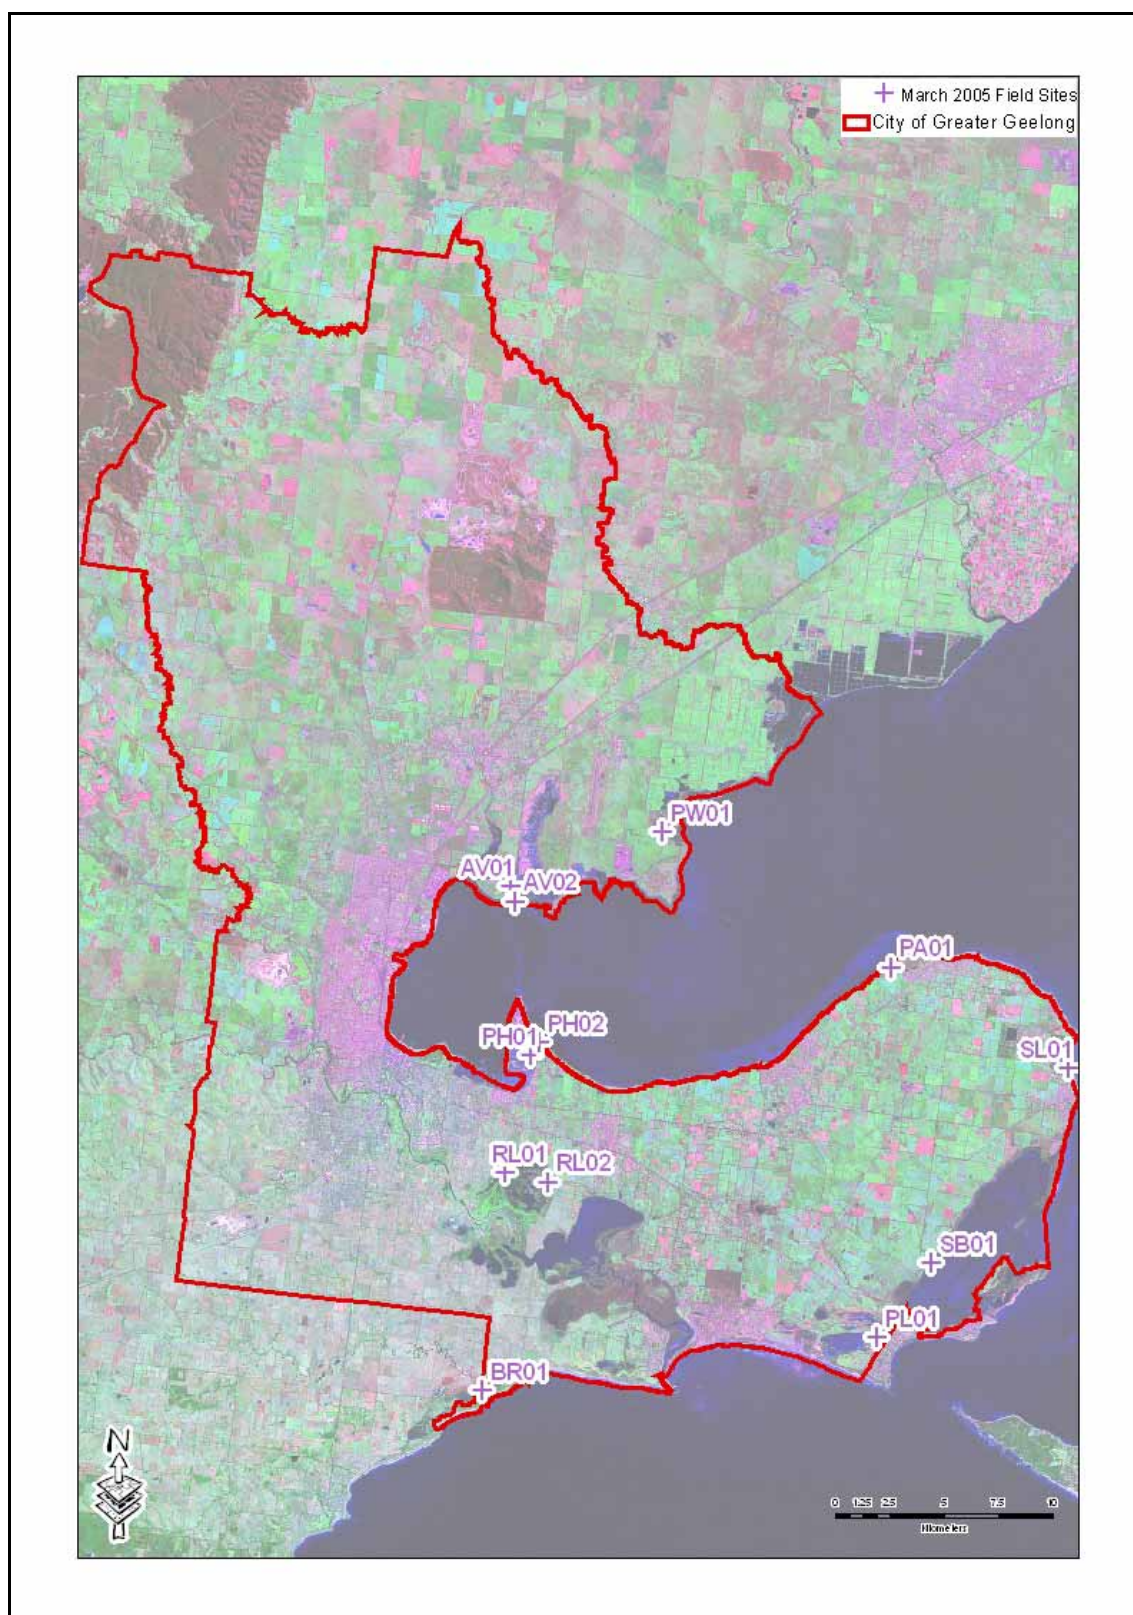 March 2005 Field Sites
City of Greater Geelong
PW01
AV01
AV02
PA01
PH02
PH01
SL01
RL01
RL02
SB01
PL01
BR01
N
0 1.25 2.5 5 7.5 10
Kilometers